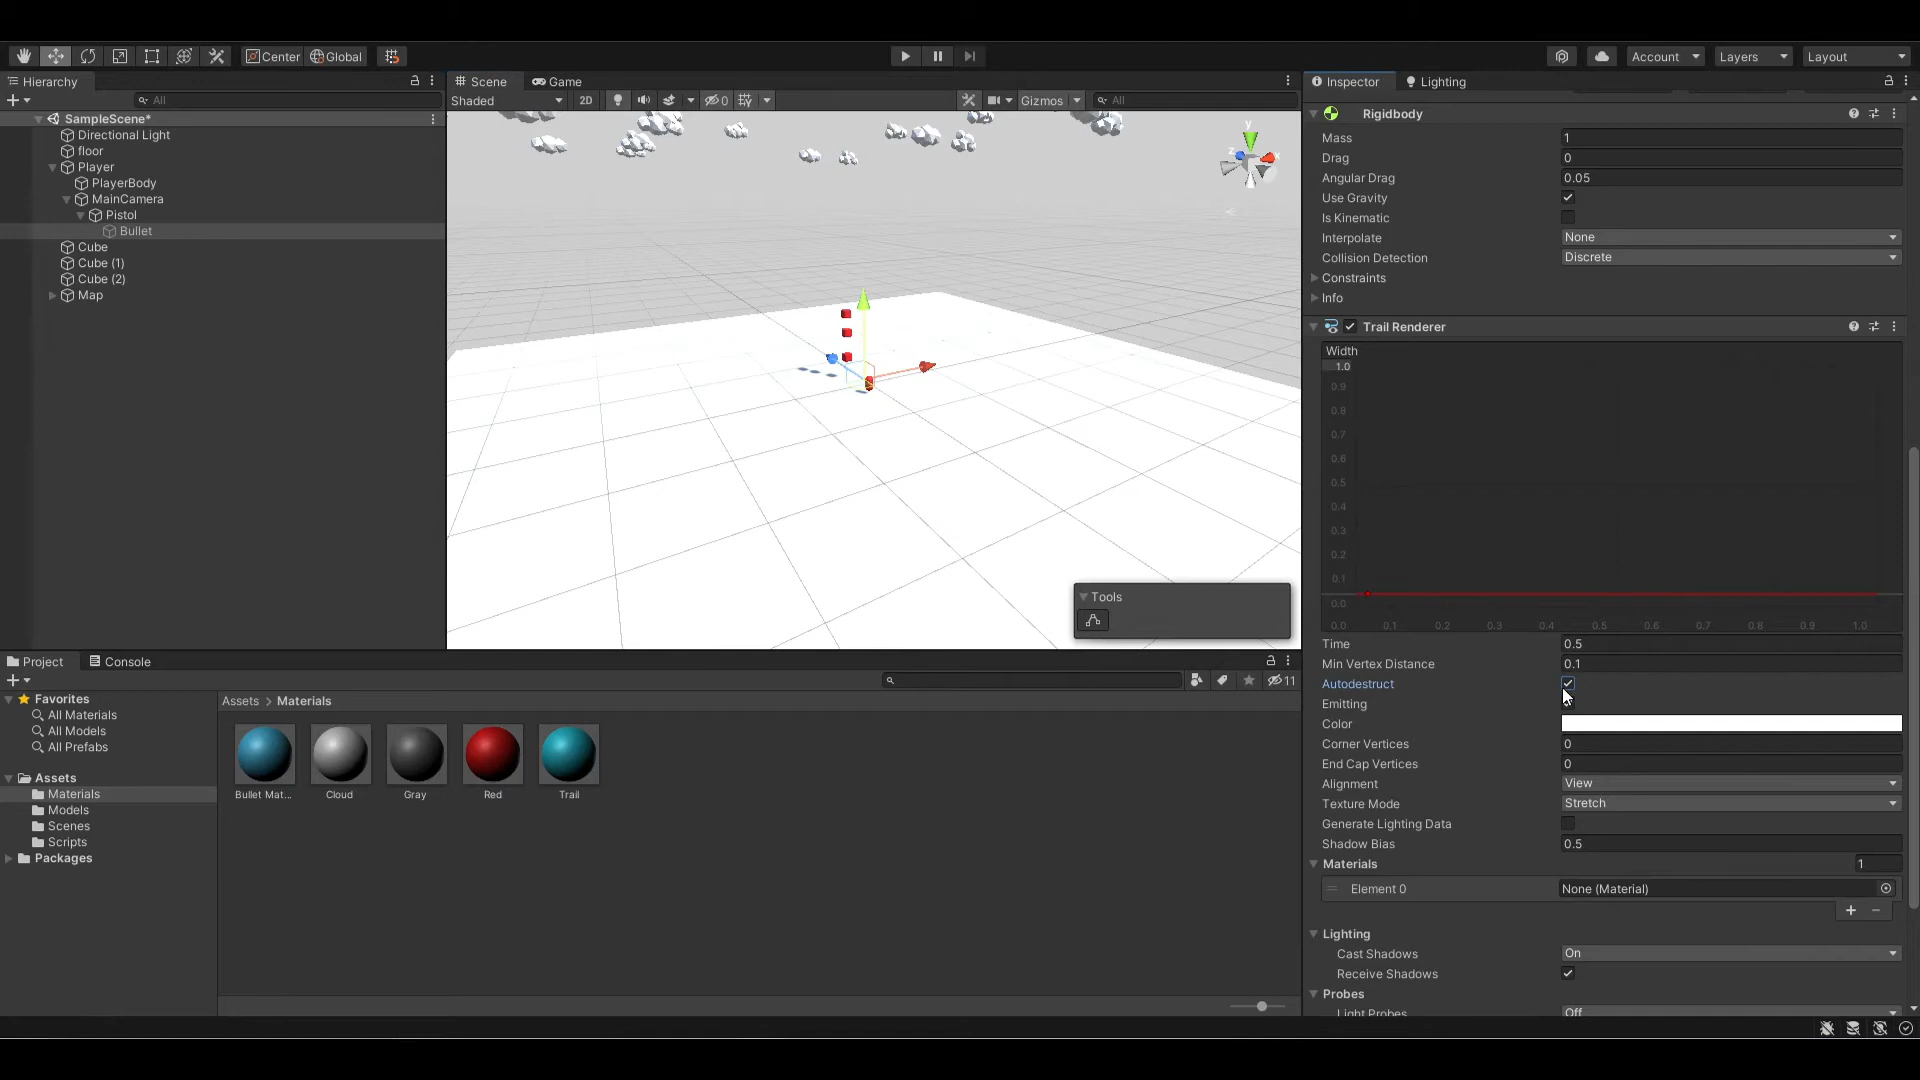 Center Global Account Layers Layout
Hierarchy
Scene Game
Inspector Lighting
All
Shaded 2D 0 Gizmos All
SampleScene*
Directional Light
floor
Player
PlayerBody
MainCamera
Pistol
Bullet
Cube
Cube (1)
Cube (2)
Map
y
z x
Tools
Rigidbody
Mass 1
Drag 0
Angular Drag 0.05
Use Gravity
Is Kinematic
Interpolate None
Collision Detection Discrete
Constraints
Info
Trail Renderer
Width
1.0
0.9
0.8
0.7
0.6
0.5
0.4
0.3
0.2
0.1
0.0
0.0 0.1 0.2 0.3 0.4 0.5 0.6 0.7 0.8 0.9 1.0
Time 0.5
Min Vertex Distance 0.1
Autodestruct
Emitting
Color
Corner Vertices 0
End Cap Vertices 0
Alignment View
Texture Mode Stretch
Generate Lighting Data
Shadow Bias 0.5
Materials 1
Element 0 None (Material)
Lighting
Cast Shadows On
Receive Shadows
Probes
Light Probes Off
Project Console
11
Favorites
All Materials
All Models
All Prefabs
Assets
Materials
Models
Scenes
Scripts
Packages
Assets > Materials
Bullet Mat... Cloud Gray Red Trail